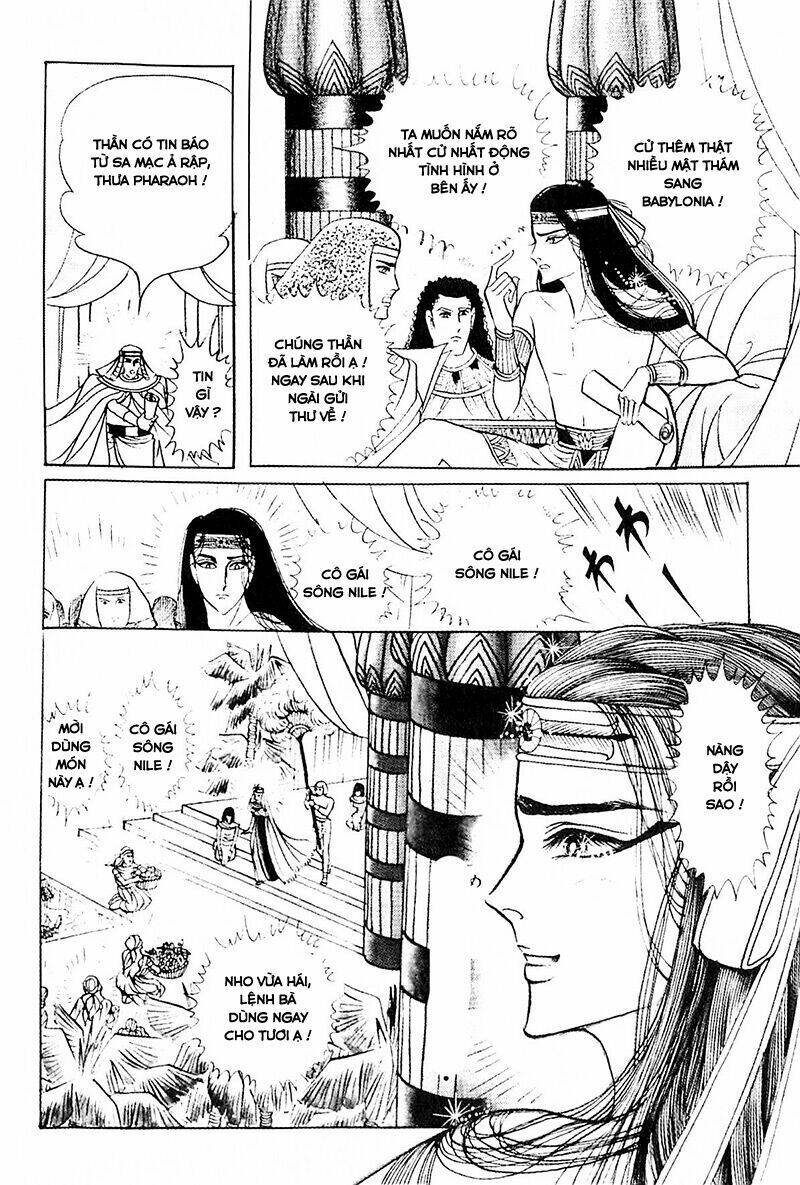 CỬ THÊM THẬT
NHIỀU MẬT THÁM
SANG
BABYLONIA !
TA MUỐN NẮM RÕ
NHẤT CỬ NHẤT ĐỘNG
TÌNH HÌNH Ở
BÊN ẤY !
CHÚNG THẦN
ĐÃ LÀM RỒI Ạ !
NGAY SAU KHI
NGÀI GỬI
THƯ VỀ !
THẦN CÓ TIN BÁO
TỪ SA MẠC Ả RẬP,
THƯA PHARAOH !
TIN
GÌ
VẬY ?
わ
わ
CÔ GÁI
SÔNG NILE !
CÔ GÁI
SÔNG NILE !
NÀNG
DẬY
RỒI
SAO !
CÔ GÁI
SÔNG NILE !
MỜI
DÙNG
MÓN
NÀY Ạ !
NHO VỪA HÁI,
LỆNH BÀ
DÙNG NGAY
CHO TƯƠI Ạ !